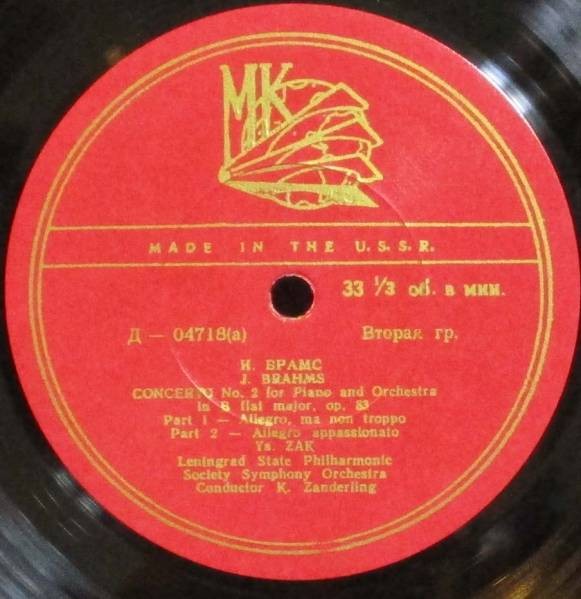 МК
MADE IN THE U.S.S.R.
33 ⅓ об. в мин.
Д — 04718(а) Вторая гр.
И. БРАМС
J. BRAHMS
CONCERTO No. 2 for Piano and Orchestra
in B flat major, op. 83
Part 1 — Allegro, ma non troppo
Part 2 — Allegro appassionato
Ya. ZAK
Leningrad State Philharmonic
Society Symphony Orchestra
Conductor K. Zanderling